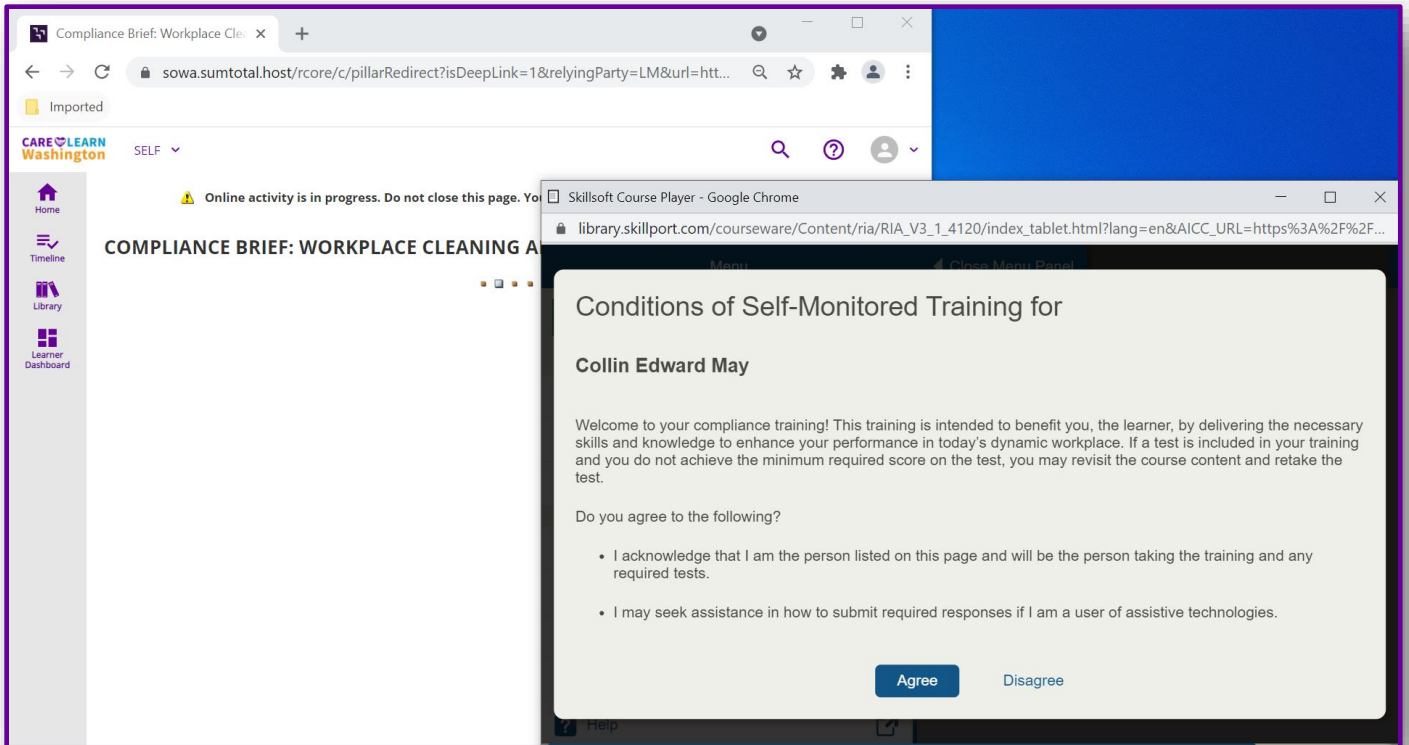 Compliance Brief: Workplace Cle
sowa.sumtotal.host/rcore/c/pillarRedirect?isDeepLink=1&relyingParty=LM&url=htt...
Imported
CARE LEARN
Washington
SELF
Home
Timeline
Library
Learner
Dashboard
Online activity is in progress. Do not close this page. Yo
COMPLIANCE BRIEF: WORKPLACE CLEANING A
Skillsoft Course Player - Google Chrome
library.skillport.com/courseware/Content/ria/RIA_V3_1_4120/index_tablet.html?lang=en&AICC_URL=https%3A%2F%2F...
Menu
Close Menu Panel
Conditions of Self-Monitored Training for
Collin Edward May
Welcome to your compliance training! This training is intended to benefit you, the learner, by delivering the necessary
skills and knowledge to enhance your performance in today's dynamic workplace. If a test is included in your training
and you do not achieve the minimum required score on the test, you may revisit the course content and retake the
test.
Do you agree to the following?
• I acknowledge that I am the person listed on this page and will be the person taking the training and any
required tests.
• I may seek assistance in how to submit required responses if I am a user of assistive technologies.
Agree
Disagree
? Help